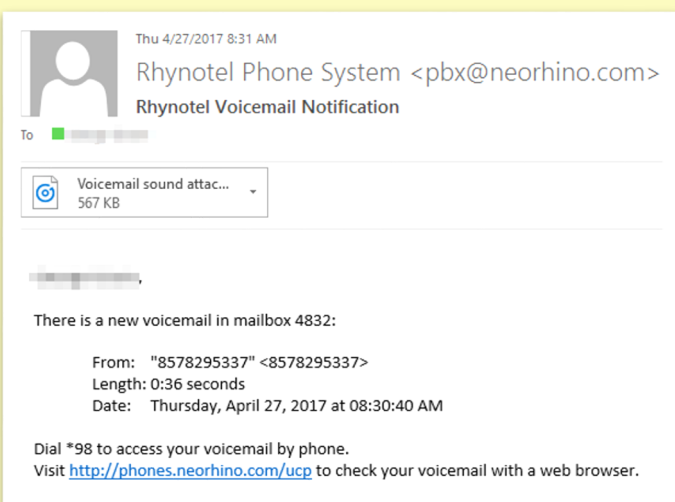 Thu 4/27/2017 8:31 AM
Rhynotel Phone System <pbx@neorhino.com>
Rhynotel Voicemail Notification
To
Voicemail sound attac...
567 KB
,
There is a new voicemail in mailbox 4832:
From: "8578295337" <8578295337>
Length: 0:36 seconds
Date: Thursday, April 27, 2017 at 08:30:40 AM
Dial *98 to access your voicemail by phone.
Visit http://phones.neorhino.com/ucp to check your voicemail with a web browser.